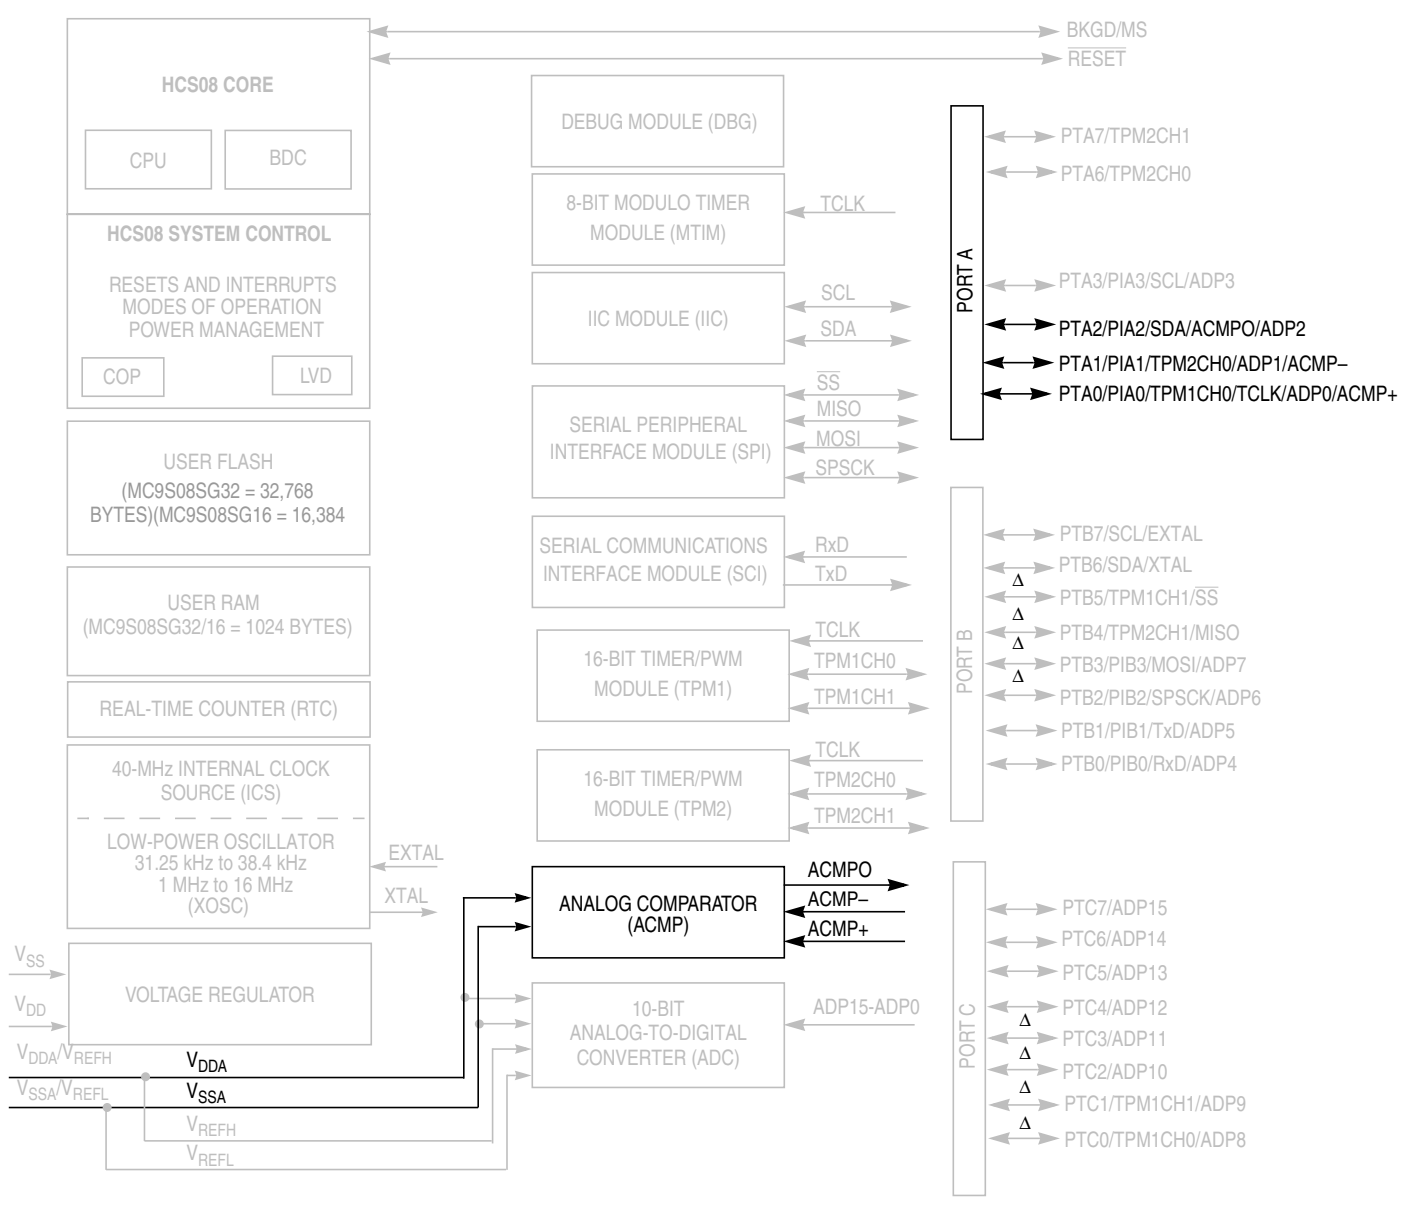 BKGD/MS
RESET
HCS08 CORE
CPU
BDC
HCS08 SYSTEM CONTROL
RESETS AND INTERRUPTS
MODES OF OPERATION
POWER MANAGEMENT
COP
LVD
USER FLASH
(MC9S08SG32 = 32,768
BYTES)(MC9S08SG16 = 16,384
USER RAM
(MC9S08SG32/16 = 1024 BYTES)
REAL-TIME COUNTER (RTC)
40-MHz INTERNAL CLOCK
SOURCE (ICS)
LOW-POWER OSCILLATOR
31.25 kHz to 38.4 kHz
1 MHz to 16 MHz
(XOSC)
EXTAL
XTAL
VSS
VDD
VOLTAGE REGULATOR
VDDA/VREFH
VDDA
VSSA/VREFL
VSSA
VREFH
VREFL
DEBUG MODULE (DBG)
8-BIT MODULO TIMER
MODULE (MTIM)
TCLK
IIC MODULE (IIC)
SCL
SDA
SERIAL PERIPHERAL
INTERFACE MODULE (SPI)
SS
MISO
MOSI
SPSCK
SERIAL COMMUNICATIONS
INTERFACE MODULE (SCI)
RxD
TxD
16-BIT TIMER/PWM
MODULE (TPM1)
TCLK
TPM1CH0
TPM1CH1
16-BIT TIMER/PWM
MODULE (TPM2)
TCLK
TPM2CH0
TPM2CH1
ANALOG COMPARATOR
(ACMP)
ACMPO
ACMP–
ACMP+
10-BIT
ANALOG-TO-DIGITAL
CONVERTER (ADC)
ADP15-ADP0
PORT A
PTA7/TPM2CH1
PTA6/TPM2CH0
PTA3/PIA3/SCL/ADP3
PTA2/PIA2/SDA/ACMPO/ADP2
PTA1/PIA1/TPM2CH0/ADP1/ACMP–
PTA0/PIA0/TPM1CH0/TCLK/ADP0/ACMP+
PORT B
PTB7/SCL/EXTAL
PTB6/SDA/XTAL
Δ
PTB5/TPM1CH1/SS
Δ
PTB4/TPM2CH1/MISO
Δ
PTB3/PIB3/MOSI/ADP7
Δ
PTB2/PIB2/SPSCK/ADP6
PTB1/PIB1/TxD/ADP5
PTB0/PIB0/RxD/ADP4
PORT C
PTC7/ADP15
PTC6/ADP14
PTC5/ADP13
PTC4/ADP12
Δ
PTC3/ADP11
Δ
PTC2/ADP10
Δ
PTC1/TPM1CH1/ADP9
Δ
PTC0/TPM1CH0/ADP8